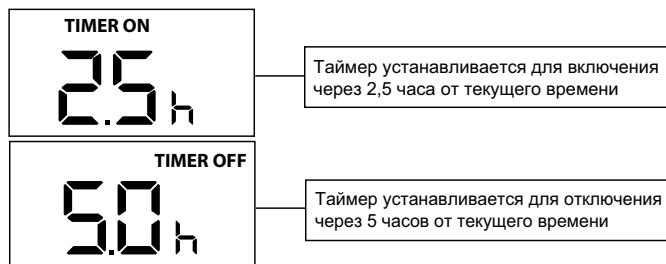 TIMER ON
2.5 h
Таймер устанавливается для включения
через 2,5 часа от текущего времени
TIMER OFF
5.0 h
Таймер устанавливается для отключения
через 5 часов от текущего времени